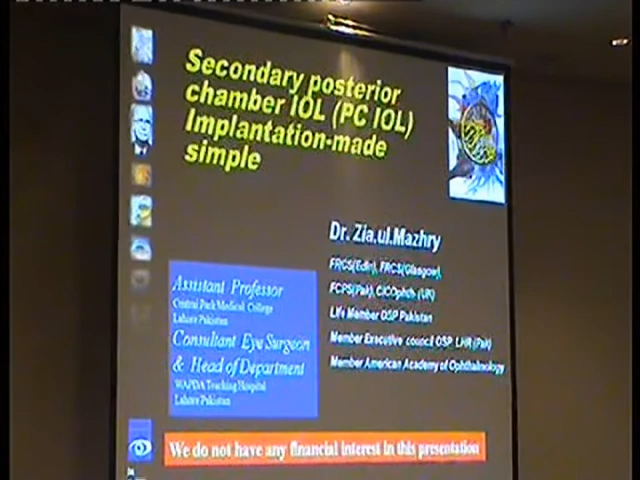 Secondary posterior
chamber IOL (PC IOL)
Implantation-made
simple
Dr. Zia.ul.Mazhry
FRCS(Edin), FRCS(Glasgow),
FCPS(Pak), CICOphth (UK)
Life Member OSP Pakistan
Member Executive council OSP, LHR (Pak)
Member American Academy of Ophthalmology
Assistant Professor
Central Park Medical College
Lahore Pakistan
Consultant Eye Surgeon
& Head of Department
WAPDA Teaching Hospital
Lahore Pakistan
We do not have any financial interest in this presentation